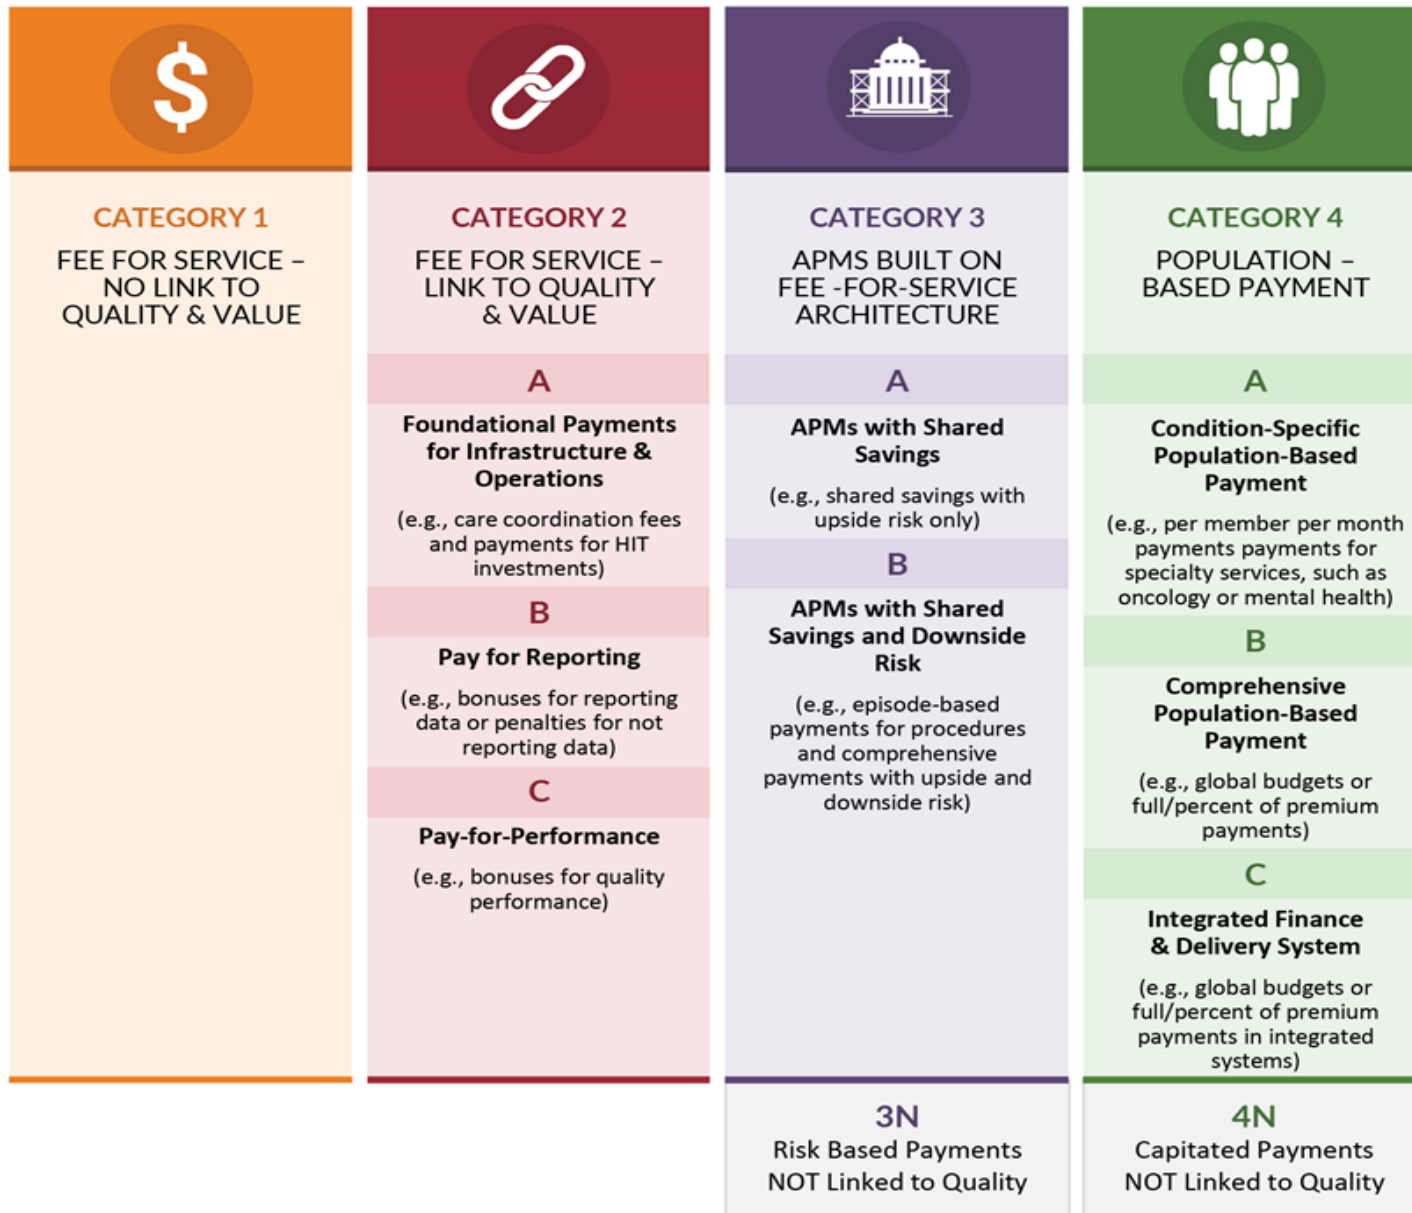 $
CATEGORY 1
FEE FOR SERVICE –
NO LINK TO
QUALITY & VALUE
CATEGORY 2
FEE FOR SERVICE –
LINK TO QUALITY
& VALUE
A
Foundational Payments
for Infrastructure &
Operations
(e.g., care coordination fees
and payments for HIT
investments)
B
Pay for Reporting
(e.g., bonuses for reporting
data or penalties for not
reporting data)
C
Pay-for-Performance
(e.g., bonuses for quality
performance)
CATEGORY 3
APMS BUILT ON
FEE -FOR-SERVICE
ARCHITECTURE
A
APMs with Shared
Savings
(e.g., shared savings with
upside risk only)
B
APMs with Shared
Savings and Downside
Risk
(e.g., episode-based
payments for procedures
and comprehensive
payments with upside and
downside risk)
3N
Risk Based Payments
NOT Linked to Quality
CATEGORY 4
POPULATION –
BASED PAYMENT
A
Condition-Specific
Population-Based
Payment
(e.g., per member per month
payments payments for
specialty services, such as
oncology or mental health)
B
Comprehensive
Population-Based
Payment
(e.g., global budgets or
full/percent of premium
payments)
C
Integrated Finance
& Delivery System
(e.g., global budgets or
full/percent of premium
payments in integrated
systems)
4N
Capitated Payments
NOT Linked to Quality